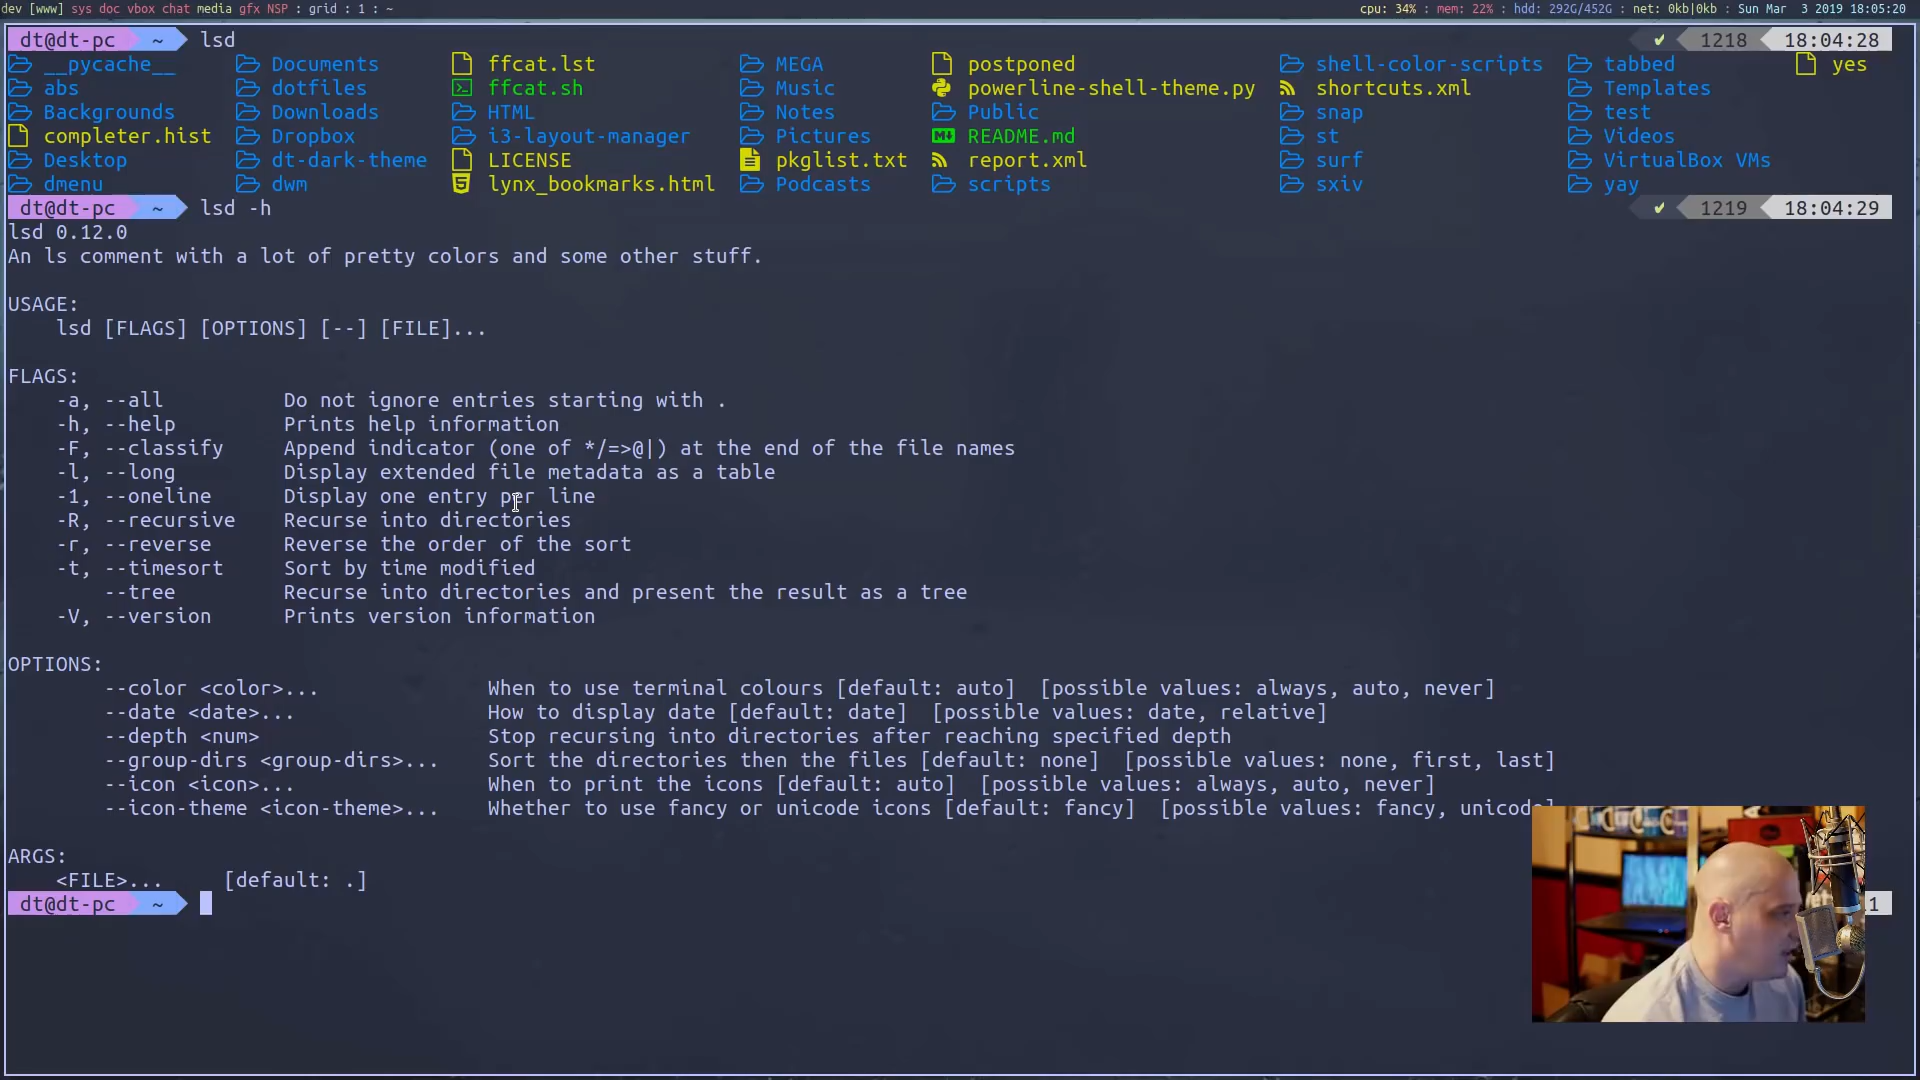 dev [www] sys doc vbox chat media gfx NSP : grid : 1 : ~ cpu: 34% : mem: 22% : hdd: 292G/452G : net: 0kb|0kb : Sun Mar 3 2019 18:05:20
dt@dt-pc ~ lsd ✔ 1218 18:04:28
__pycache__ Documents ffcat.lst MEGA postponed shell-color-scripts tabbed yes
abs dotfiles ffcat.sh Music powerline-shell-theme.py shortcuts.xml Templates
Backgrounds Downloads HTML Notes Public snap test
completer.hist Dropbox i3-layout-manager Pictures README.md st Videos
Desktop dt-dark-theme LICENSE pkglist.txt report.xml surf VirtualBox VMs
dmenu dwm lynx_bookmarks.html Podcasts scripts sxiv yay
dt@dt-pc ~ lsd -h ✔ 1219 18:04:29
lsd 0.12.0
An ls comment with a lot of pretty colors and some other stuff.
USAGE:
lsd [FLAGS] [OPTIONS] [--] [FILE]...
FLAGS:
-a, --all Do not ignore entries starting with .
-h, --help Prints help information
-F, --classify Append indicator (one of */=>@|) at the end of the file names
-l, --long Display extended file metadata as a table
-1, --oneline Display one entry per line
-R, --recursive Recurse into directories
-r, --reverse Reverse the order of the sort
-t, --timesort Sort by time modified
--tree Recurse into directories and present the result as a tree
-V, --version Prints version information
OPTIONS:
--color <color>... When to use terminal colours [default: auto] [possible values: always, auto, never]
--date <date>... How to display date [default: date] [possible values: date, relative]
--depth <num> Stop recursing into directories after reaching specified depth
--group-dirs <group-dirs>... Sort the directories then the files [default: none] [possible values: none, first, last]
--icon <icon>... When to print the icons [default: auto] [possible values: always, auto, never]
--icon-theme <icon-theme>... Whether to use fancy or unicode icons [default: fancy] [possible values: fancy, unicode]
ARGS:
<FILE>... [default: .]
dt@dt-pc ~ 1